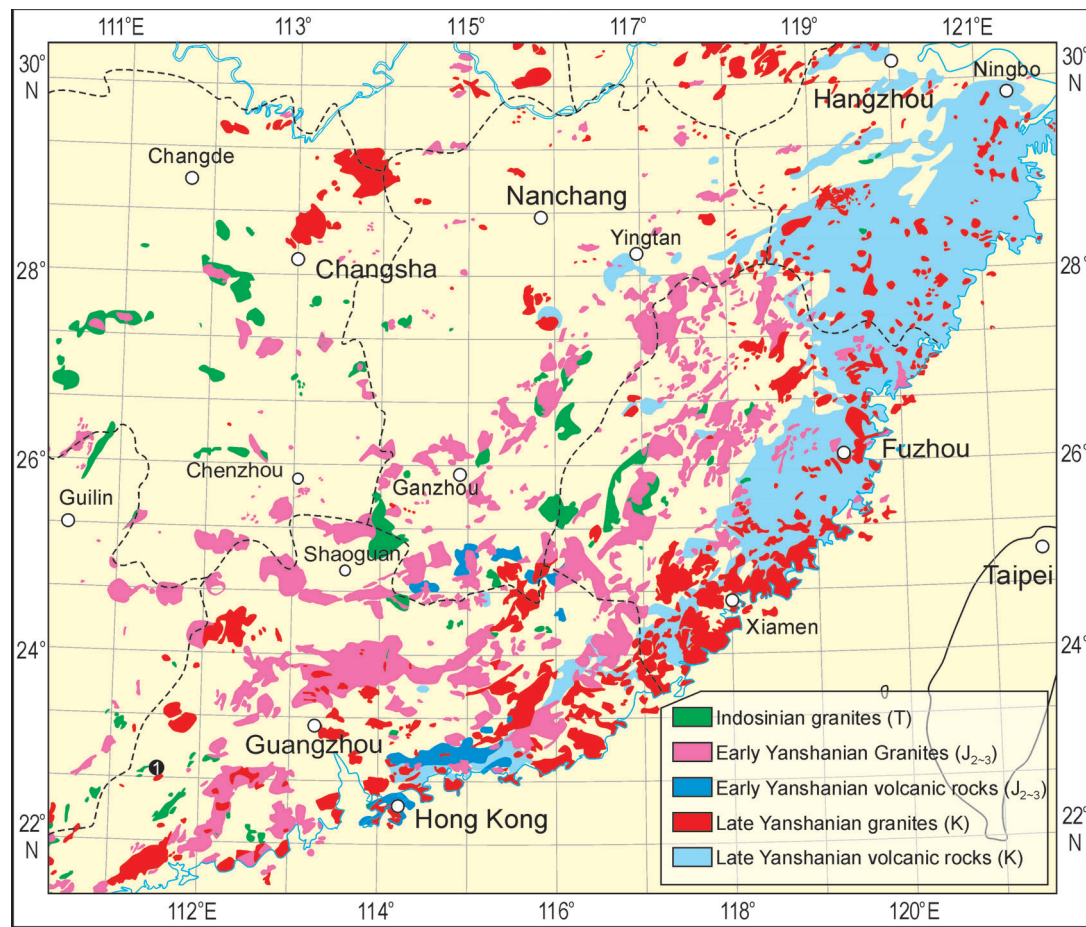 111°E 113° 115° 117° 119° 121°E
30° N
30° N
Hangzhou
Ningbo
Changde
Nanchang
Yingtan
Changsha
28°
28°
Fuzhou
26°
26°
Chenzhou
Ganzhou
Guilin
Shaoguan
Taipei
Xiamen
24°
24°
Guangzhou
1
Hong Kong
22° N
22° N
Indosinian granites (T)
Early Yanshanian Granites (J2~3)
Early Yanshanian volcanic rocks (J2~3)
Late Yanshanian granites (K)
Late Yanshanian volcanic rocks (K)
112°E 114° 116° 118° 120°E